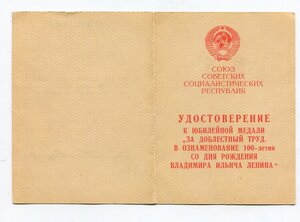 СОЮЗ
СОВЕТСКИХ
СОЦИАЛИСТИЧЕСКИХ
РЕСПУБЛИК
УДОСТОВЕРЕНИЕ
К ЮБИЛЕЙНОЙ МЕДАЛИ
„ЗА ДОБЛЕСТНЫЙ ТРУД.
В ОЗНАМЕНОВАНИЕ 100-летия
СО ДНЯ РОЖДЕНИЯ
ВЛАДИМИРА ИЛЬИЧА ЛЕНИНА“